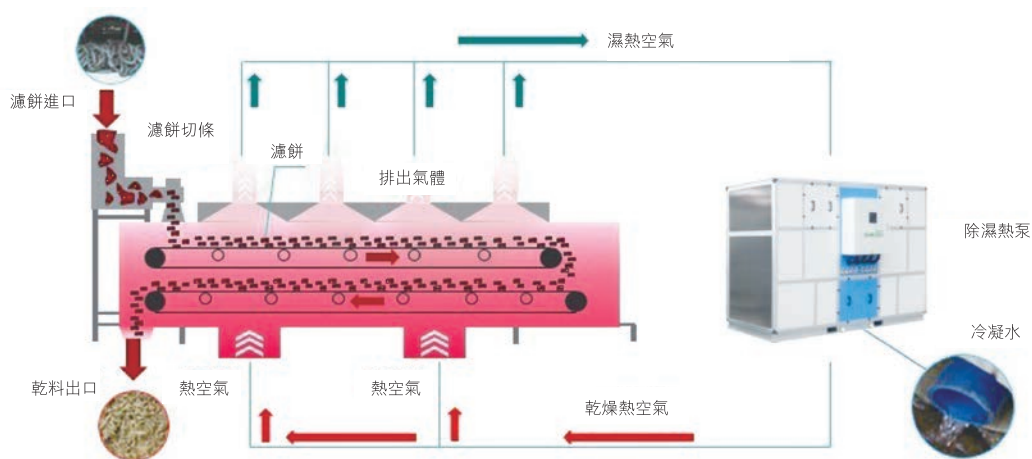 濕熱空氣
濾餅進口
濾餅切條
濾餅
排出氣體
除濕熱泵
冷凝水
乾料出口
熱空氣
熱空氣
乾燥熱空氣